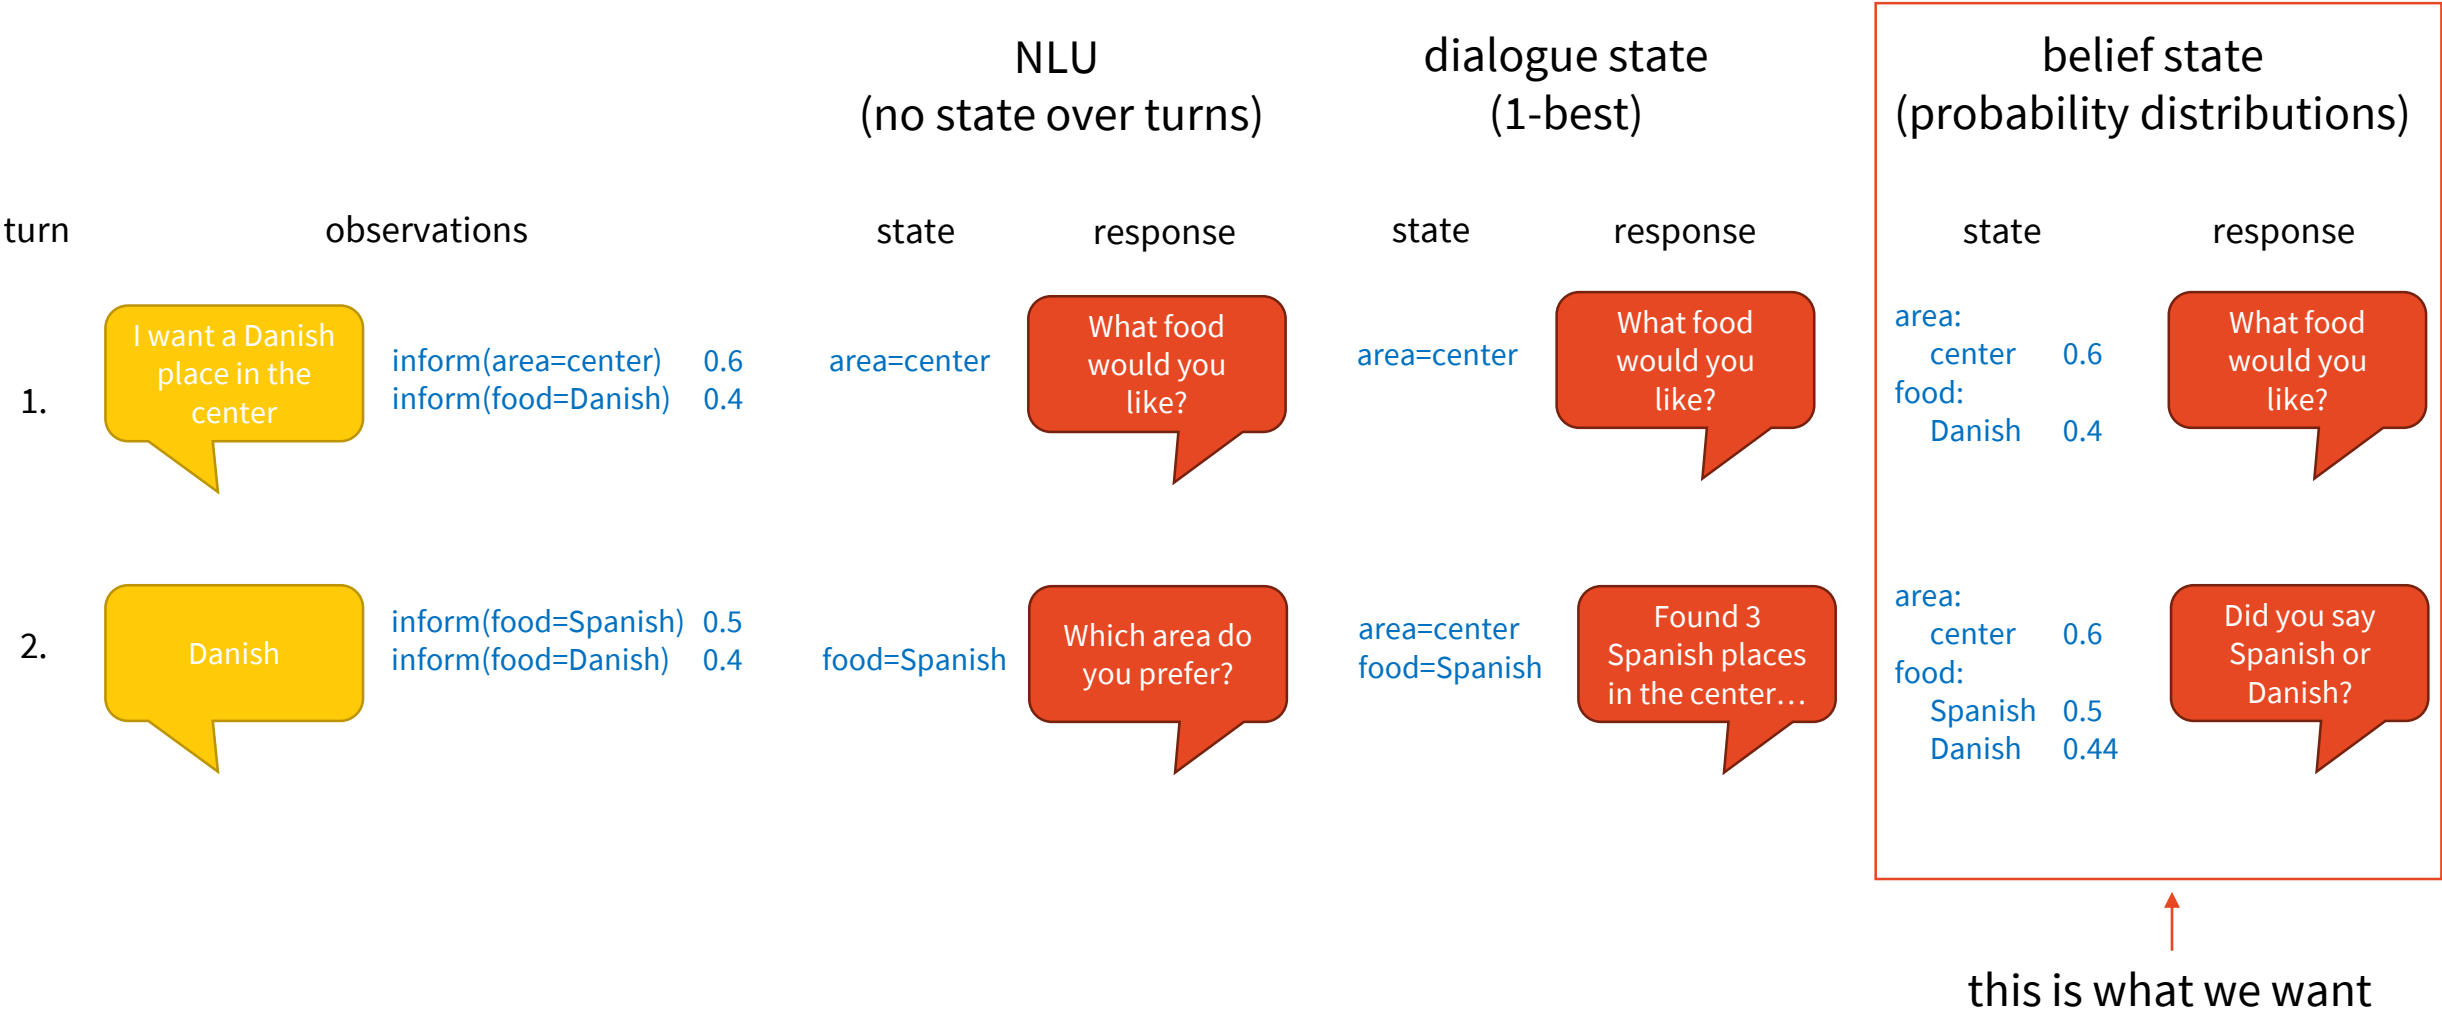 NLU
(no state over turns)
dialogue state
(1-best)
belief state
(probability distributions)
turn
observations
state
response
state
response
state
response
1.
I want a Danish
place in the
center
inform(area=center) 0.6
inform(food=Danish) 0.4
area=center
What food
would you
like?
area=center
What food
would you
like?
area:
center 0.6
food:
Danish 0.4
What food
would you
like?
2.
Danish
inform(food=Spanish) 0.5
inform(food=Danish) 0.4
food=Spanish
Which area do
you prefer?
area=center
food=Spanish
Found 3
Spanish places
in the center…
area:
center 0.6
food:
Spanish 0.5
Danish 0.44
Did you say
Spanish or
Danish?
this is what we want